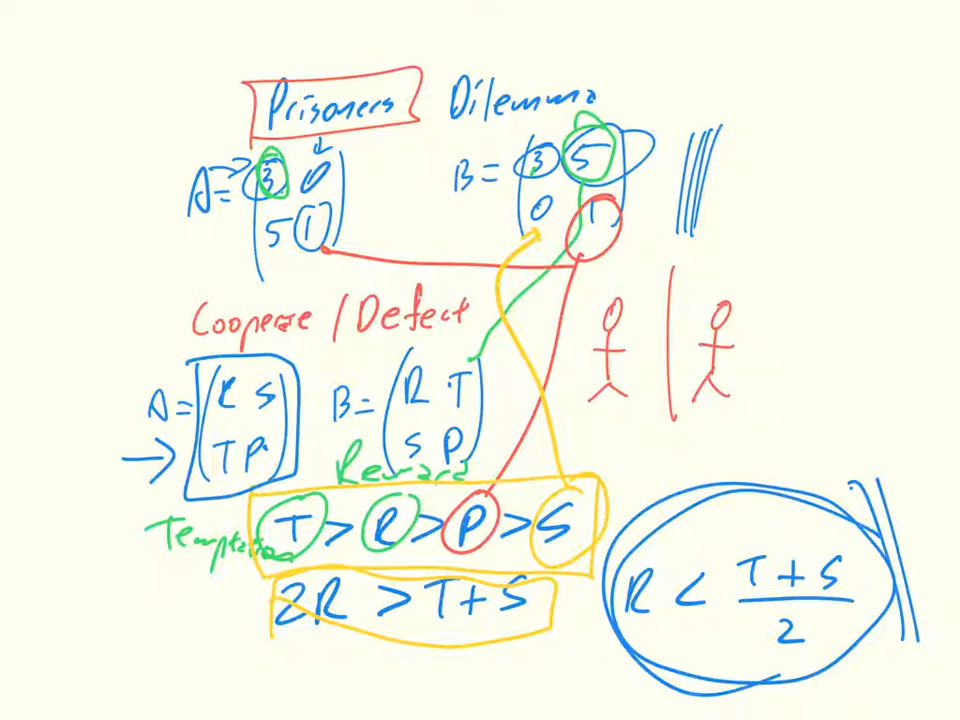 Prisoners Dilemma
A = (3 0
5 1)
B = (3 5
0 1)
Cooperate / Defect
A = (R S
T P)
B = (R T
S P)
Reward
Temptation
T > R > P > S
2R > T + S
R < T + S
2